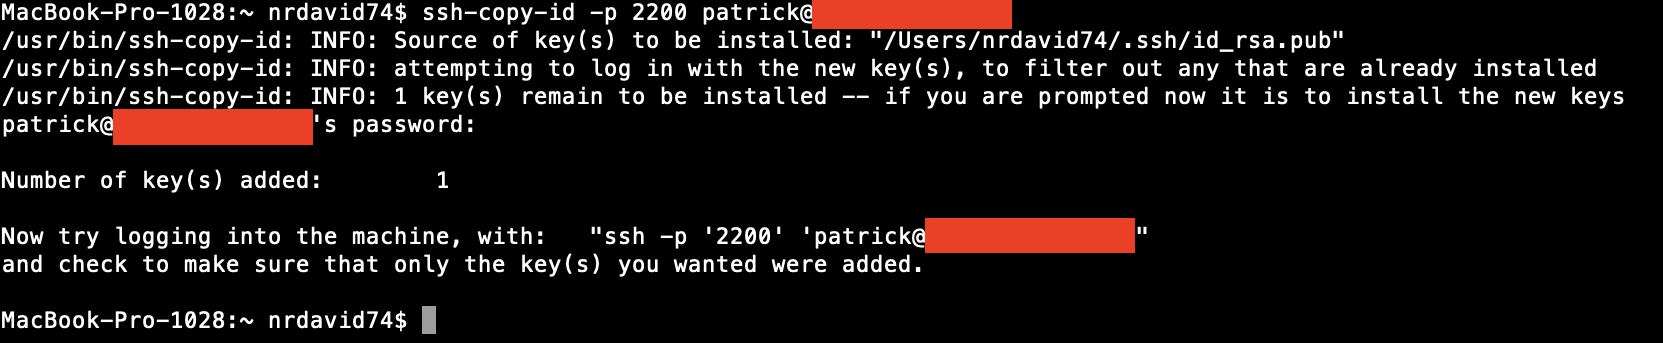 MacBook-Pro-1028:~ nrdavid74$ ssh-copy-id -p 2200 patrick@
/usr/bin/ssh-copy-id: INFO: Source of key(s) to be installed: "/Users/nrdavid74/.ssh/id_rsa.pub"
/usr/bin/ssh-copy-id: INFO: attempting to log in with the new key(s), to filter out any that are already installed
/usr/bin/ssh-copy-id: INFO: 1 key(s) remain to be installed -- if you are prompted now it is to install the new keys
patrick@'s password:
Number of key(s) added: 1
Now try logging into the machine, with: "ssh -p '2200' 'patrick@"
and check to make sure that only the key(s) you wanted were added.
MacBook-Pro-1028:~ nrdavid74$